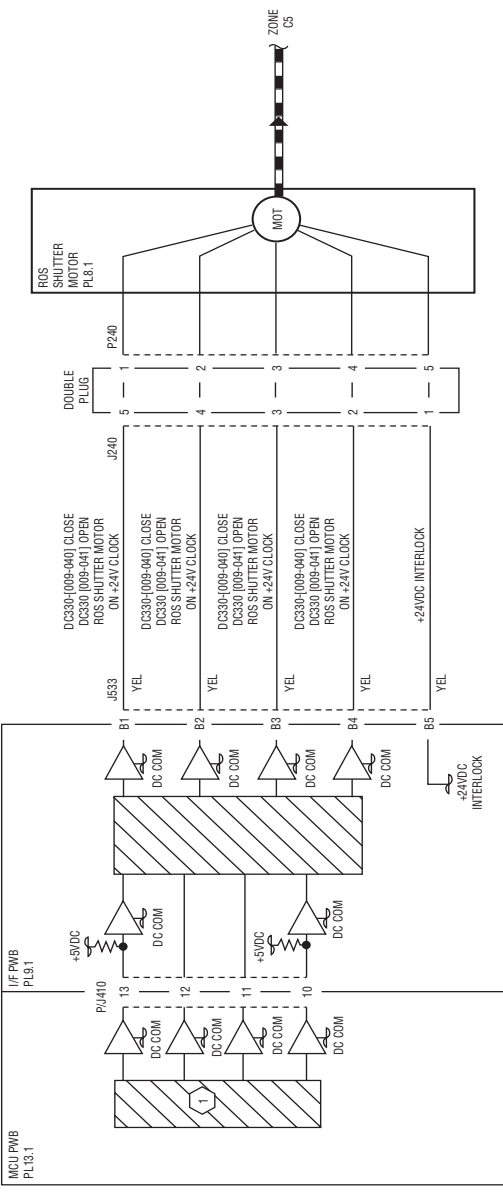 MCU PWB
PL13.1
1
DC COM
DC COM
DC COM
DC COM
P/J410
13
12
11
10
I/F PWB
PL9.1
+5VDC
DC COM
+5VDC
DC COM
DC COM
DC COM
DC COM
DC COM
+24VDC
INTERLOCK
J533
B1
B2
B3
B4
B5
YEL
YEL
YEL
YEL
YEL
DC330-[009-040] CLOSE
DC330 [009-041] OPEN
ROS SHUTTER MOTOR
ON +24V CLOCK
DC330-[009-040] CLOSE
DC330 [009-041] OPEN
ROS SHUTTER MOTOR
ON +24V CLOCK
DC330-[009-040] CLOSE
DC330 [009-041] OPEN
ROS SHUTTER MOTOR
ON +24V CLOCK
DC330-[009-040] CLOSE
DC330 [009-041] OPEN
ROS SHUTTER MOTOR
ON +24V CLOCK
+24VDC INTERLOCK
J240
5
4
3
2
1
DOUBLE
PLUG
P240
1
2
3
4
5
ROS
SHUTTER
MOTOR
PL8.1
MOT
ZONE
C5